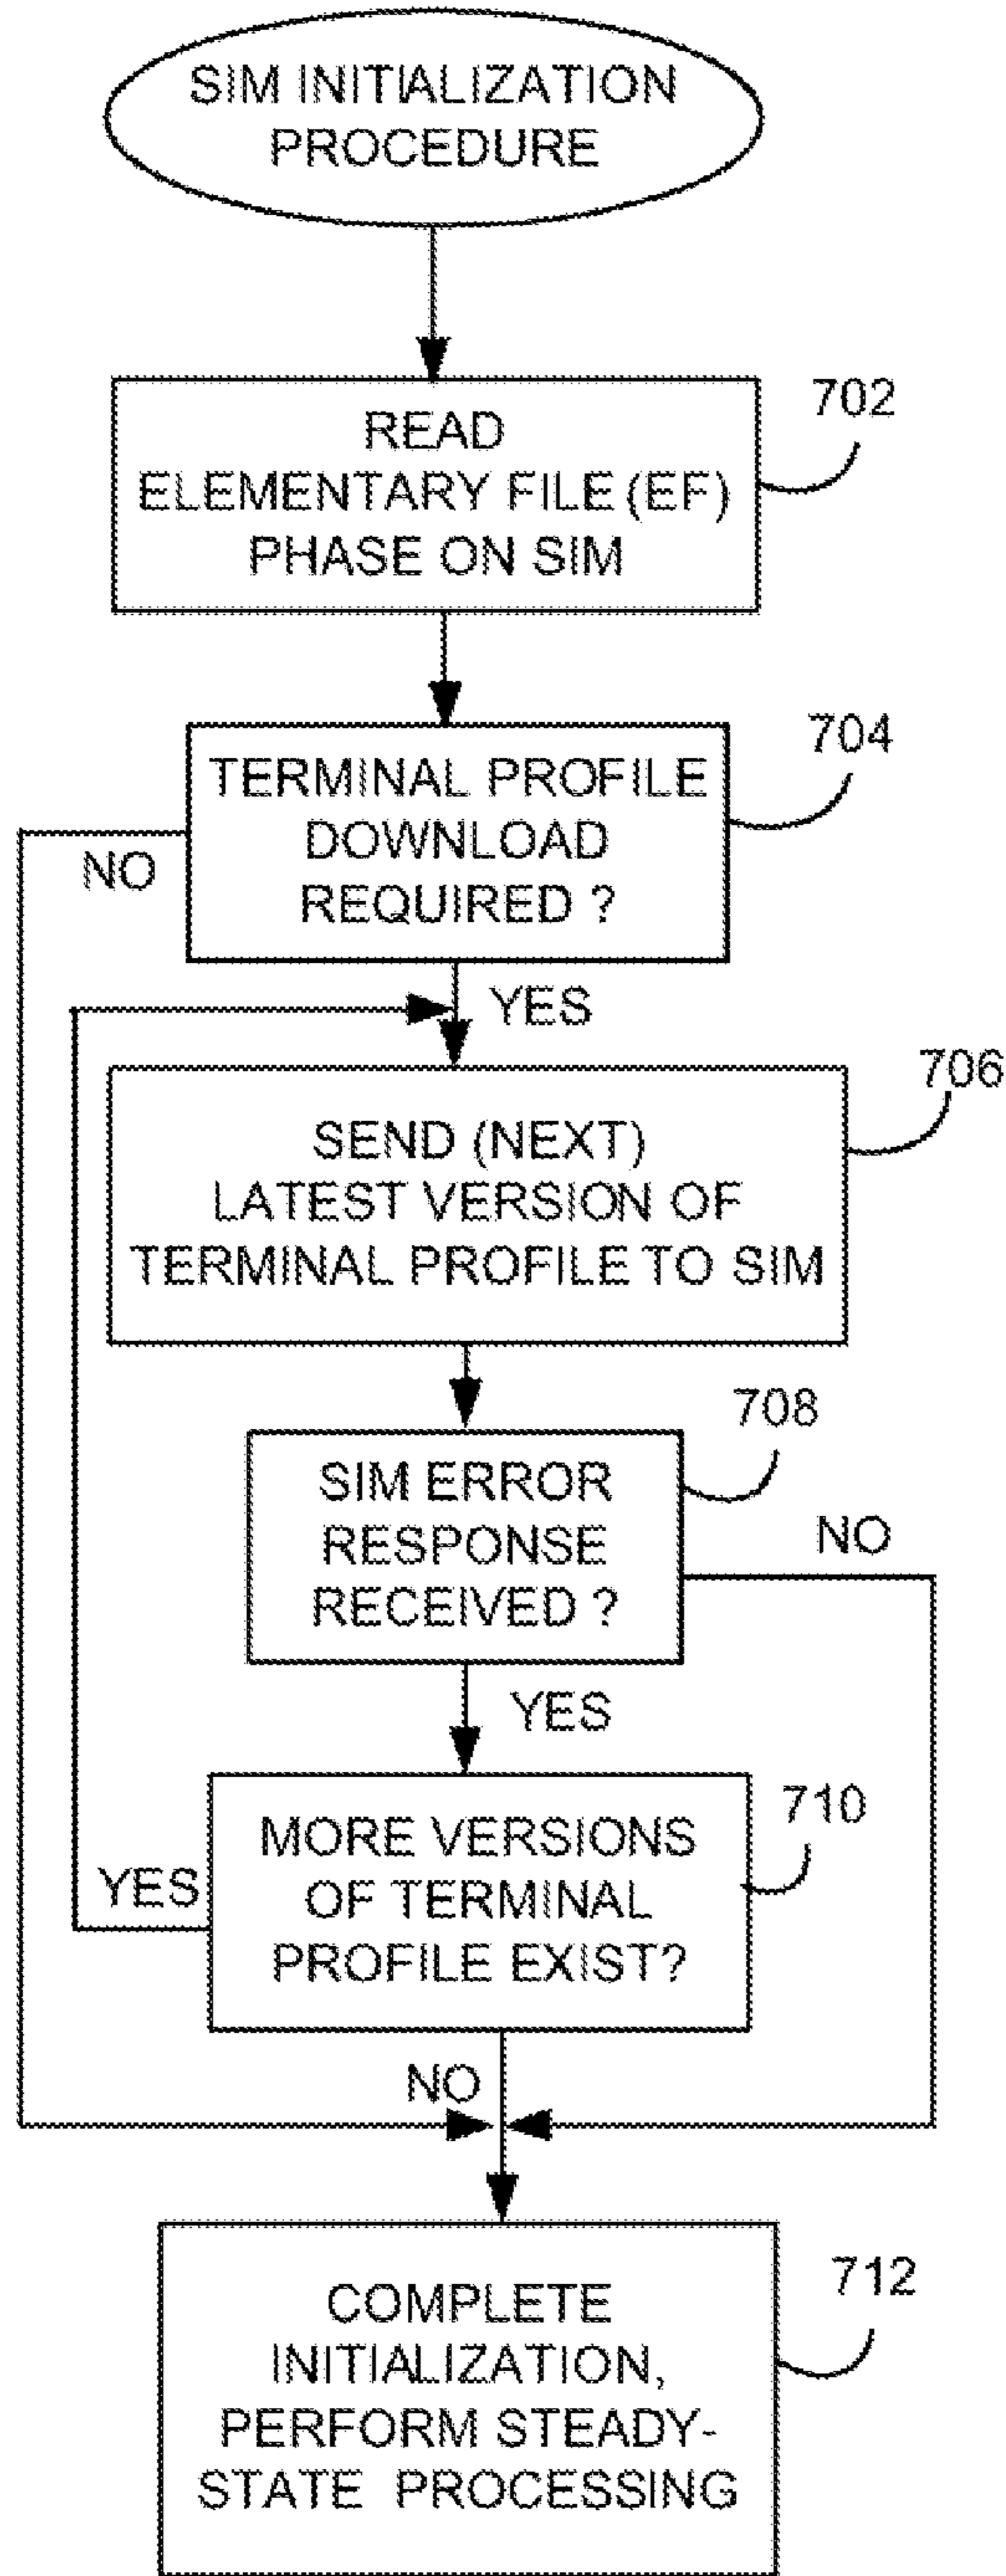 SIM INITIALIZATION
PROCEDURE
702
READ
ELEMENTARY FILE (EF)
PHASE ON SIM
704
TERMINAL PROFILE
DOWNLOAD
REQUIRED ?
NO
YES
706
SEND (NEXT)
LATEST VERSION OF
TERMINAL PROFILE TO SIM
708
SIM ERROR
RESPONSE
RECEIVED ?
NO
YES
710
MORE VERSIONS
OF TERMINAL
PROFILE EXIST?
YES
NO
712
COMPLETE
INITIALIZATION,
PERFORM STEADY-
STATE PROCESSING